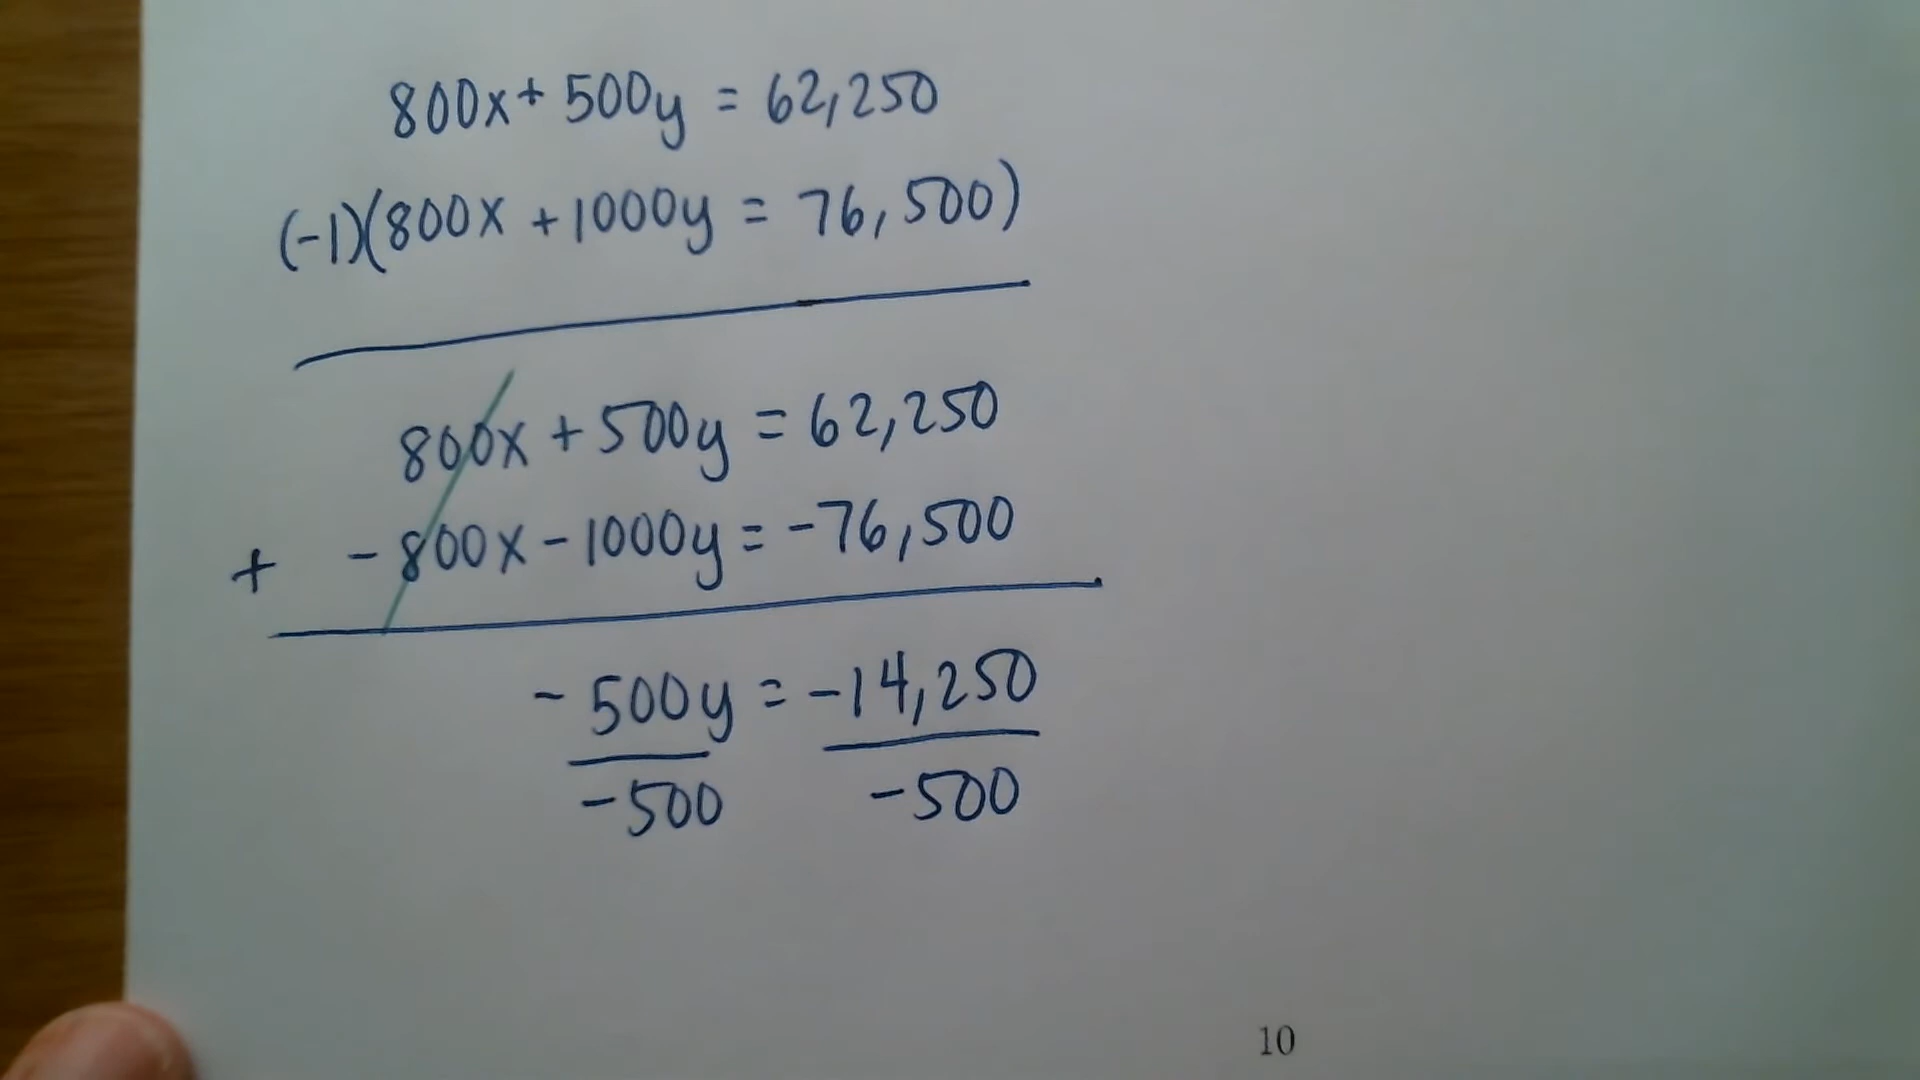 800x + 500y = 62,250
(-1)(800x + 1000y = 76,500)
800x + 500y = 62,250
+ - 800x - 1000y = -76,500
- 500y = -14,250
-500 -500
10